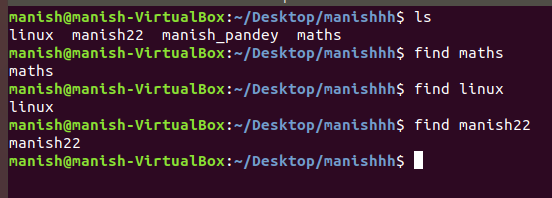 manish@manish-VirtualBox:~/Desktop/manishhh$ ls
linux  manish22  manish_pandey  maths
manish@manish-VirtualBox:~/Desktop/manishhh$ find maths
maths
manish@manish-VirtualBox:~/Desktop/manishhh$ find linux
linux
manish@manish-VirtualBox:~/Desktop/manishhh$ find manish22
manish22
manish@manish-VirtualBox:~/Desktop/manishhh$